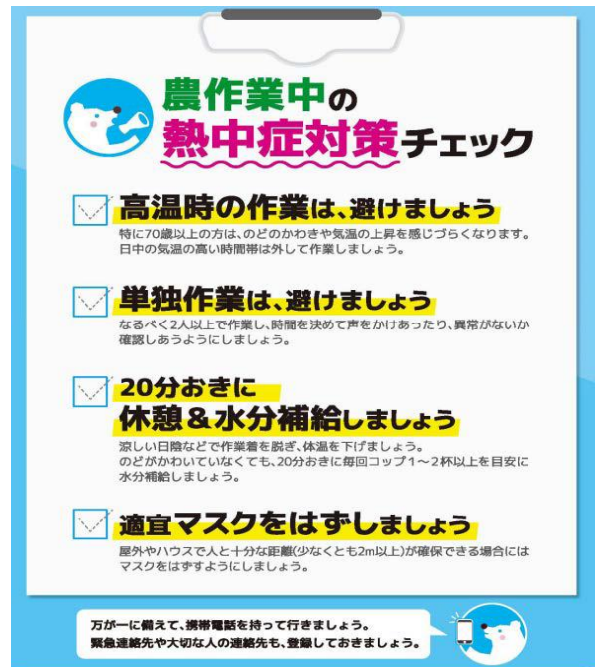 農作業中の
熱中症対策チェック
高温時の作業は、避けましょう
特に70歳以上の方は、のどのかわきや気温の上昇を感じづらくなります。
日中の気温の高い時間帯は外して作業しましょう。
単独作業は、避けましょう
なるべく2人以上で作業し、時間を決めて声をかけあったり、異常がないか
確認しあうようにしましょう。
20分おきに
休憩&水分補給しましょう
涼しい日陰などで作業着を脱ぎ、体温を下げましょう。
のどがかわいていなくても、20分おきに毎回コップ1〜2杯以上を目安に
水分補給しましょう。
適宜マスクをはずしましょう
屋外やハウスで人と十分な距離(少なくとも2m以上)が確保できる場合には
マスクをはずすようにしましょう。
万が一に備えて、携帯電話を持って行きましょう。
緊急連絡先や大切な人の連絡先も、登録しておきましょう。